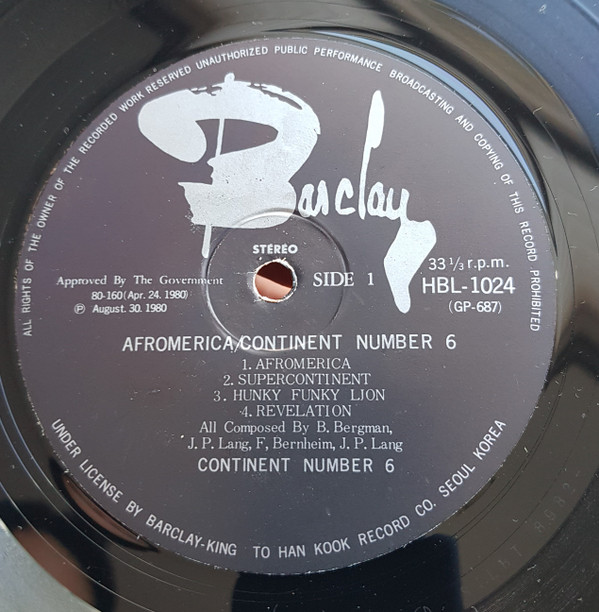 ALL RIGHTS OF THE OWNER OF THE RECORDED WORK RESERVED UNAUTHORIZED PUBLIC PERFORMANCE BROADCASTING AND COPYING OF THIS RECORD PROHIBITED
Barclay
STEREO
SIDE 1
33 1/3 r.p.m.
HBL-1024
(GP-687)
Approved By The Government
80-160(Apr. 24. 1980)
Ⓟ August. 30. 1980
AFROMERICA/CONTINENT NUMBER 6
1. AFROMERICA
2. SUPERCONTINENT
3. HUNKY FUNKY LION
4. REVELATION
All Composed By B. Bergman,
J. P. Lang, F, Bernheim, J. P. Lang
CONTINENT NUMBER 6
UNDER LICENSE BY BARCLAY-KING TO HAN KOOK RECORD CO. SEOUL KOREA